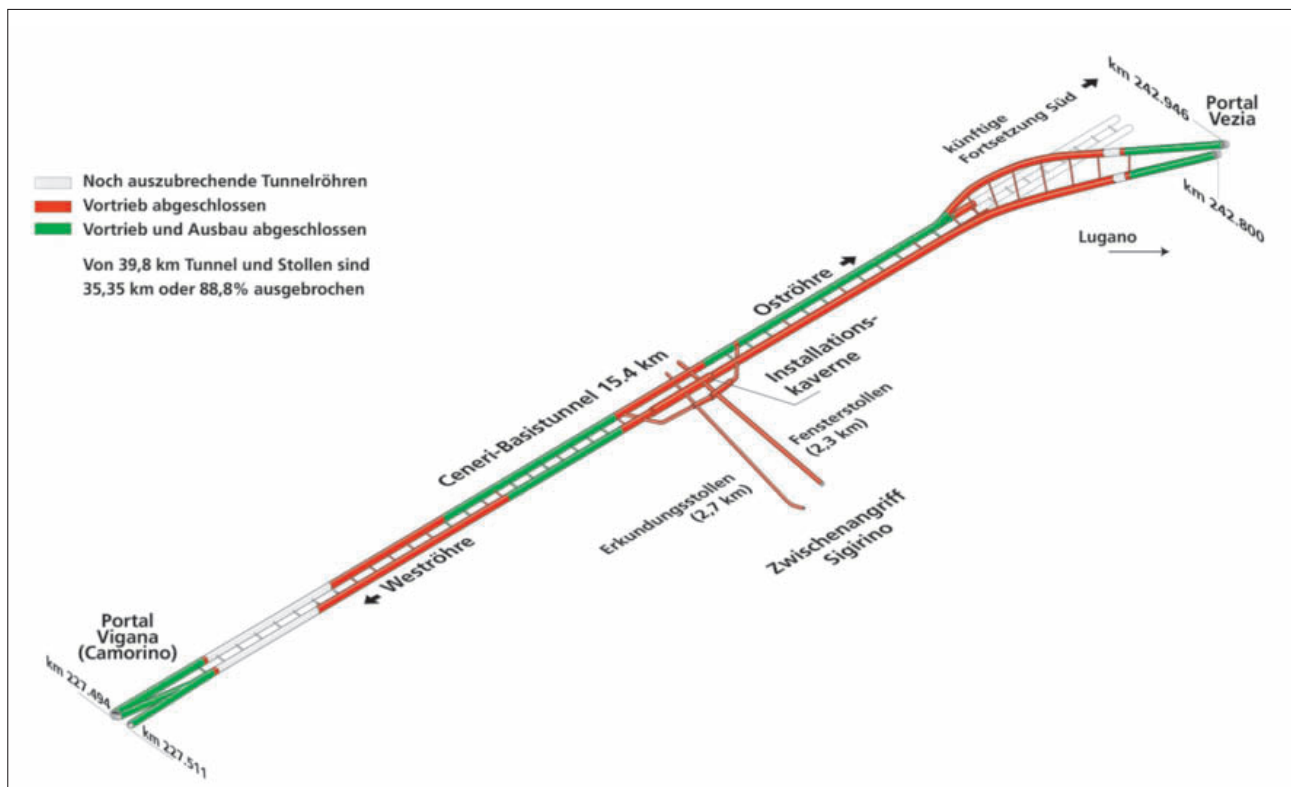 Noch auszubrechende Tunnelröhren
Vortrieb abgeschlossen
Vortrieb und Ausbau abgeschlossen
Von 39,8 km Tunnel und Stollen sind
35,35 km oder 88,8% ausgebrochen
künftige
Fortsetzung Süd
km 242.946
Portal
Vezia
km 242.800
Lugano
Oströhre
Installations-
kaverne
Ceneri-Basistunnel 15.4 km
Fensterstollen
(2,3 km)
Erkundungsstollen
(2,7 km)
Zwischenangriff
Sigirino
Weströhre
Portal
Vigana
(Camorino)
km 227.494
km 227.511